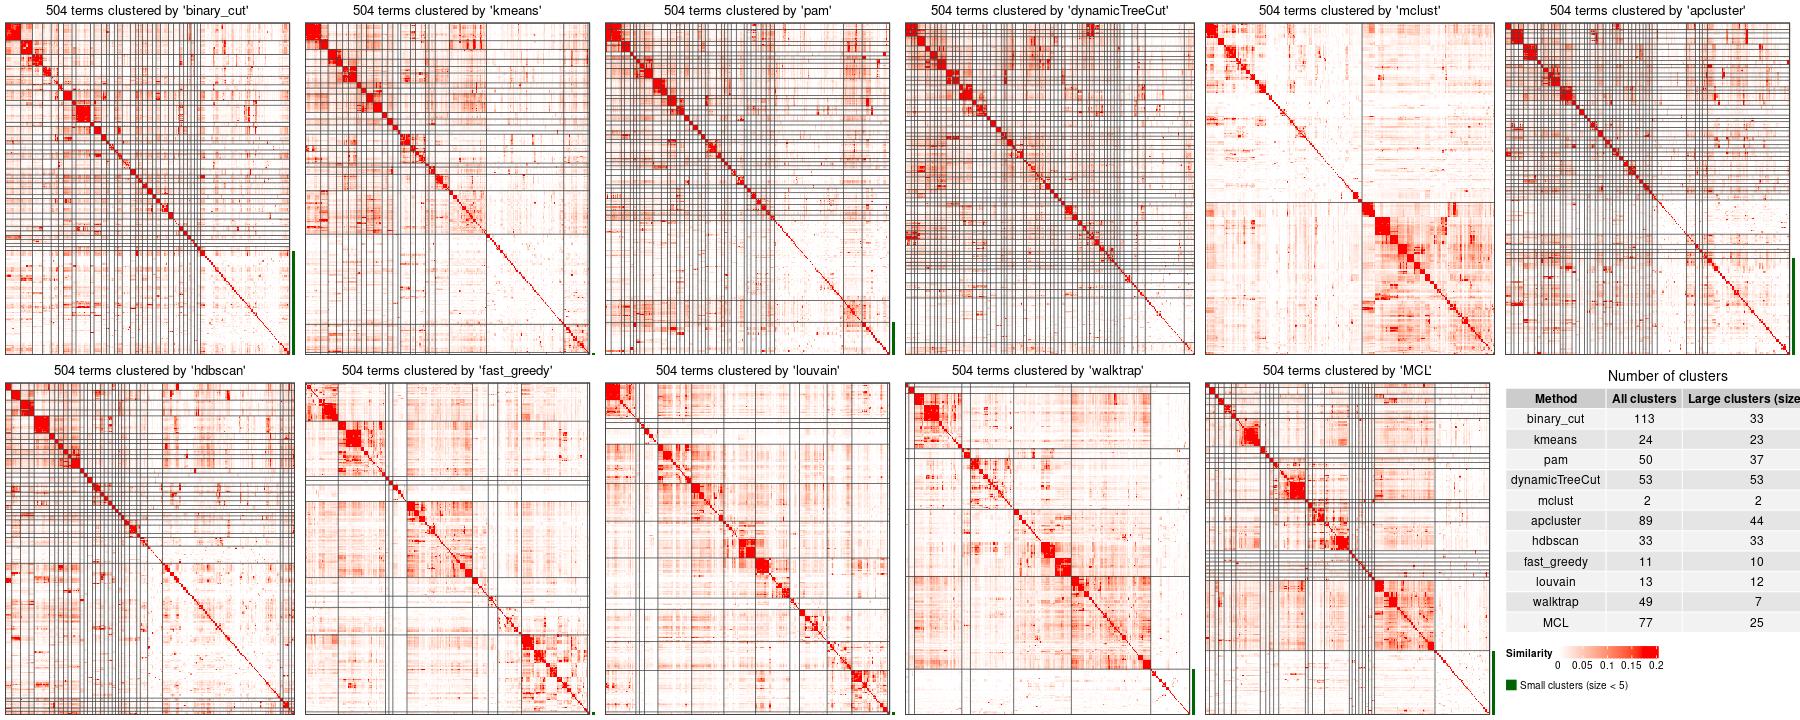 504 terms clustered by 'binary_cut'
504 terms clustered by 'kmeans'
504 terms clustered by 'pam'
504 terms clustered by 'dynamicTreeCut'
504 terms clustered by 'mclust'
504 terms clustered by 'apcluster'
504 terms clustered by 'hdbscan'
504 terms clustered by 'fast_greedy'
504 terms clustered by 'louvain'
504 terms clustered by 'walktrap'
504 terms clustered by 'MCL'
Number of clusters
Method All clusters Large clusters (size
binary_cut 113 33
kmeans 24 23
pam 50 37
dynamicTreeCut 53 53
mclust 2 2
apcluster 89 44
hdbscan 33 33
fast_greedy 11 10
louvain 13 12
walktrap 49 7
MCL 77 25
Similarity
0 0.05 0.1 0.15 0.2
Small clusters (size < 5)